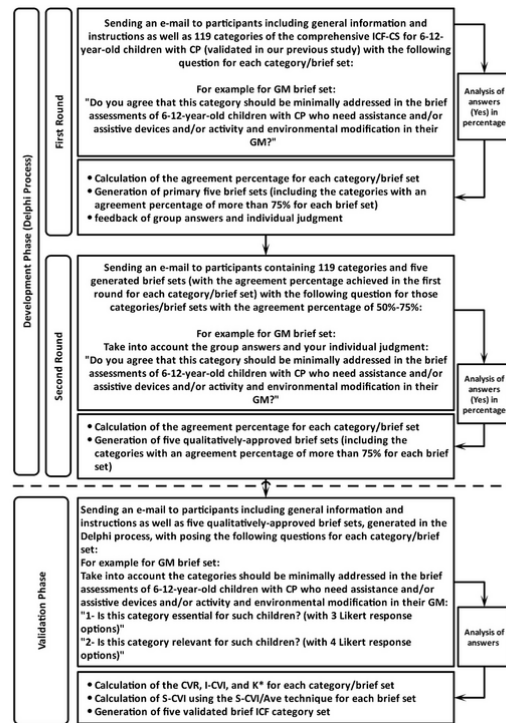 Development Phase (Delphi Process)
First Round
Sending an e-mail to participants including general information and
instructions as well as 119 categories of the comprehensive ICF-CS for 6-12-
year-old children with CP (validated in our previous study) with the following
question for each category/brief set:
For example for GM brief set:
"Do you agree that this category should be minimally addressed in the brief
assessments of 6-12-year-old children with CP who need assistance and/or
assistive devices and/or activity and environmental modification in their
GM?"
Analysis of
answers
(Yes) in
percentage
• Calculation of the agreement percentage for each category/brief set
• Generation of primary five brief sets (including the categories with an
agreement percentage of more than 75% for each brief set)
• feedback of group answers and individual judgment
Second Round
Sending an e-mail to participants containing 119 categories and five
generated brief sets (with the agreement percentage achieved in the first
round for each category/brief set) with the following question for those
categories/brief sets with the agreement percentage of 50%-75%:
For example for GM brief set:
Take into account the group answers and your individual judgment:
"Do you agree that this category should be minimally addressed in the brief
assessments of 6-12-year-old children with CP who need assistance and/or
assistive devices and/or activity and environmental modification in their
GM?"
Analysis of
answers
(Yes) in
percentage
• Calculation of the agreement percentage for each category/brief set
• Generation of five qualitatively-approved brief sets (including the
categories with an agreement percentage of more than 75% for each brief
set)
Validation Phase
Sending an e-mail to participants including general information and
instructions as well as five qualitatively-approved brief sets, generated in the
Delphi process, with posing the following questions for each category/brief
set:
For example for GM brief set:
Take into account the categories should be minimally addressed in the brief
assessments of 6-12-year-old children with CP who need assistance and/or
assistive devices and/or activity and environmental modification in their GM:
"1- Is this category essential for such children? (with 3 Likert response
options)"
"2- Is this category relevant for such children? (with 4 Likert response
options)"
Analysis of
answers
• Calculation of the CVR, I-CVI, and K* for each category/brief set
• Calculation of S-CVI using the S-CVI/Ave technique for each brief set
• Generation of five validated brief ICF category set